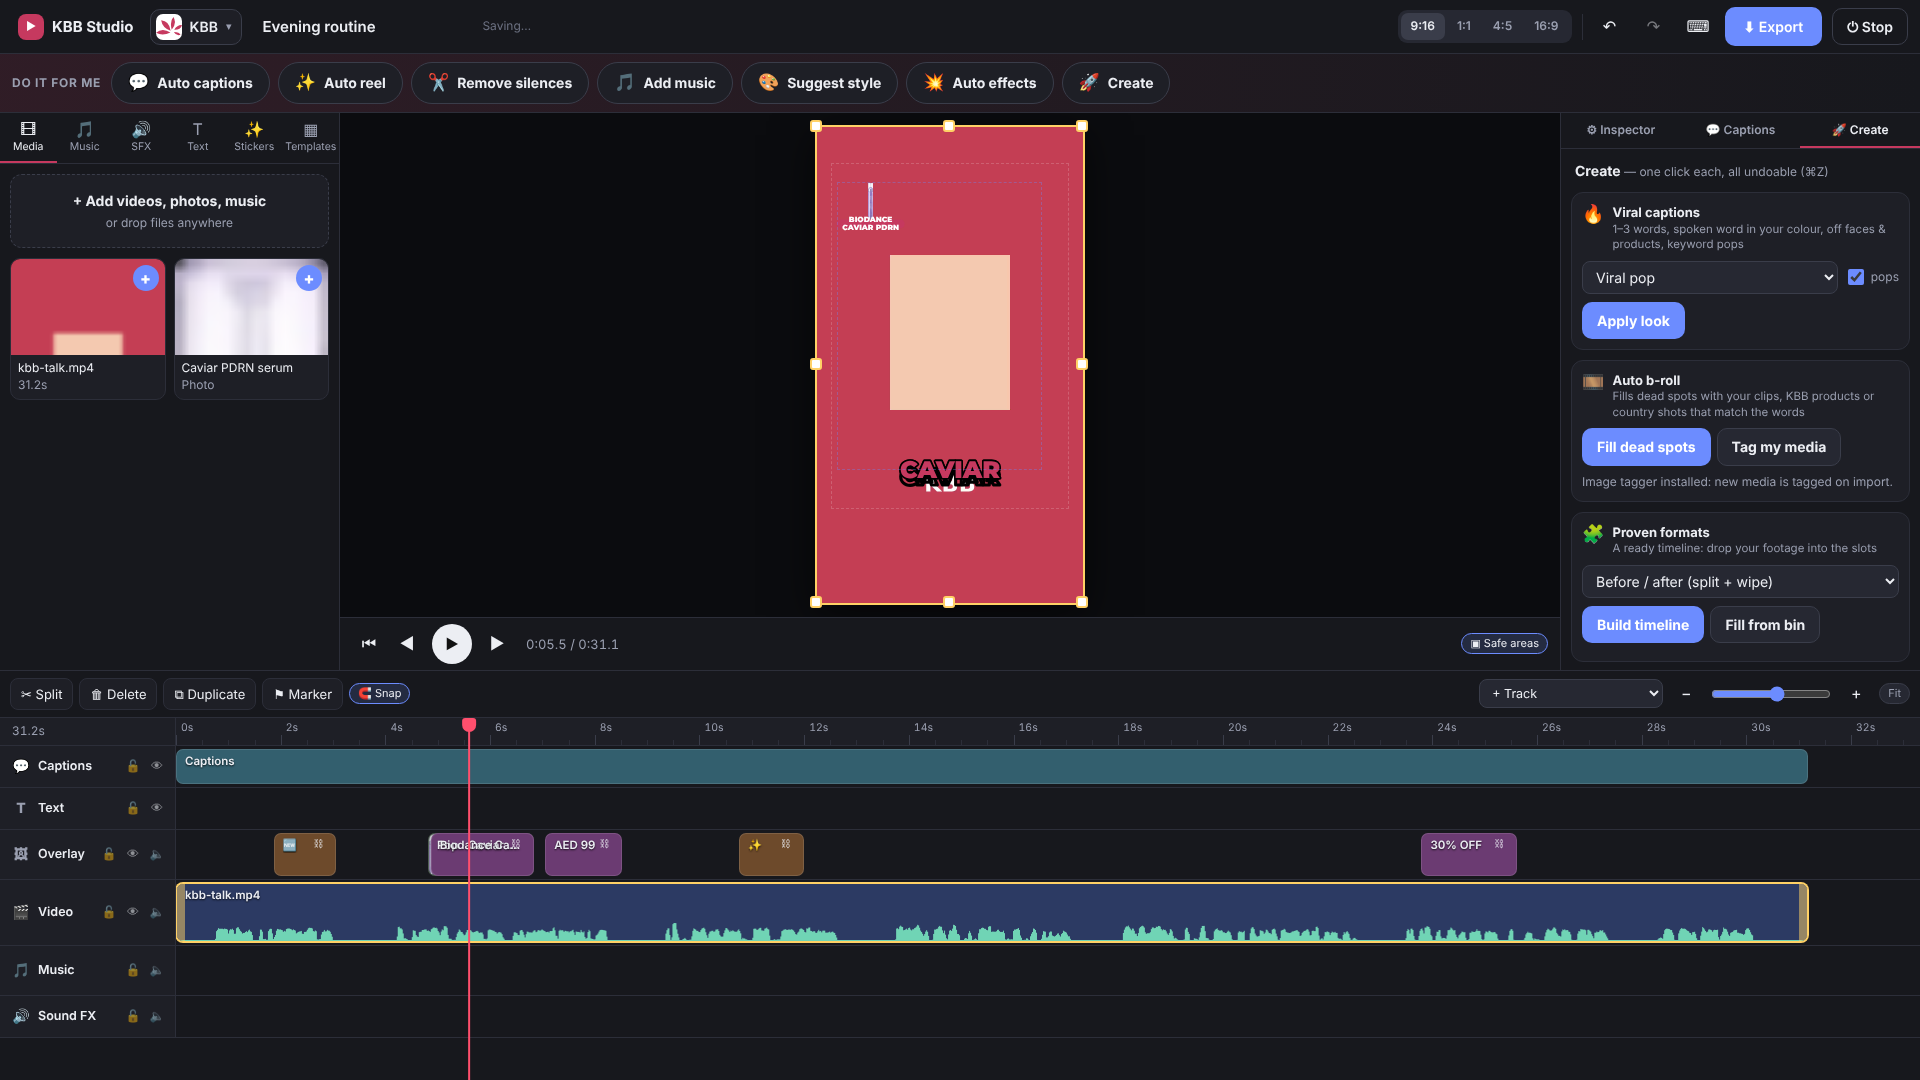 KBB Studio
KBB
Evening routine
Saving...
9:16
1:1
4:5
16:9
Export
Stop
DO IT FOR ME
Auto captions
Auto reel
Remove silences
Add music
Suggest style
Auto effects
Create
Media
Music
SFX
Text
Stickers
Templates
+ Add videos, photos, music
or drop files anywhere
kbb-talk.mp4
31.2s
Caviar PDRN serum
Photo
BIODANCE
CAVIAR PDRN
CAVIAR
KBB
0:05.5 / 0:31.1
Safe areas
Inspector
Captions
Create
Create — one click each, all undoable (⌘Z)
Viral captions
1–3 words, spoken word in your colour, off faces &
products, keyword pops
Viral pop
pops
Apply look
Auto b-roll
Fills dead spots with your clips, KBB products or
country shots that match the words
Fill dead spots
Tag my media
Image tagger installed: new media is tagged on import.
Proven formats
A ready timeline: drop your footage into the slots
Before / after (split + wipe)
Build timeline
Fill from bin
Split
Delete
Duplicate
Marker
Snap
+ Track
Fit
31.2s
0s 2s 4s 6s 8s 10s 12s 14s 16s 18s 20s 22s 24s 26s 28s 30s 32s
Captions
Captions
Text
Overlay
AED 99
30% OFF
Video
kbb-talk.mp4
Music
Sound FX